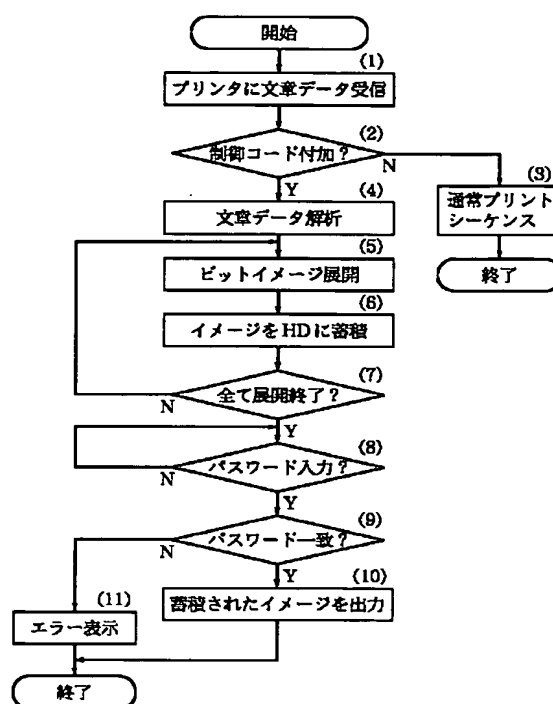 開始
(1)
プリンタに文章データ受信
(2)
制御コード付加?
N
Y
(3)
通常プリント
シーケンス
終了
(4)
文章データ解析
(5)
ビットイメージ展開
(6)
イメージをHDに蓄積
(7)
全て展開終了?
N
Y
(8)
パスワード入力?
N
Y
(9)
パスワード一致?
N
Y
(10)
蓄積されたイメージを出力
(11)
エラー表示
終了